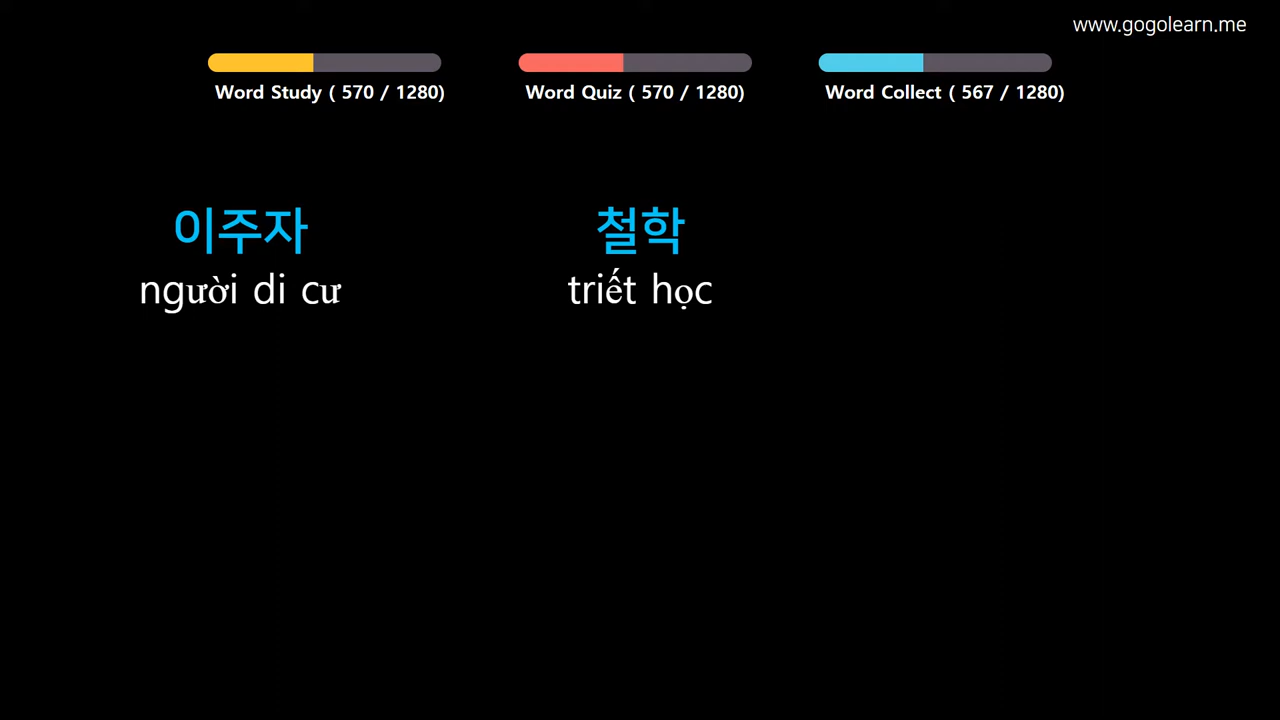 www.gogolearn.me
Word Study ( 570 / 1280)
Word Quiz ( 570 / 1280)
Word Collect ( 567 / 1280)
이주자
người di cư
철학
triết học